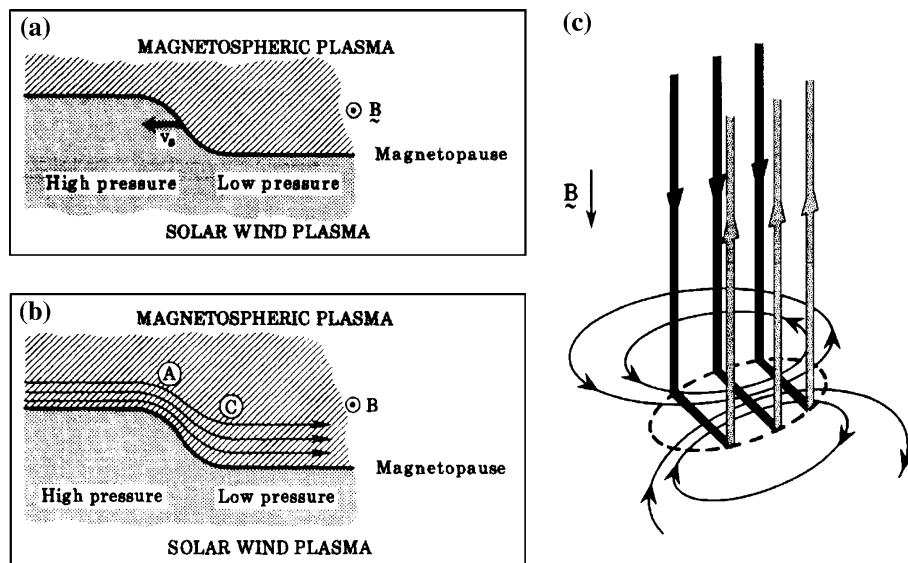 (a)
MAGNETOSPHERIC PLASMA
⊙ B
vs
Magnetopause
High pressure Low pressure
SOLAR WIND PLASMA
(b)
MAGNETOSPHERIC PLASMA
A
C
⊙ B
Magnetopause
High pressure Low pressure
SOLAR WIND PLASMA
(c)
B